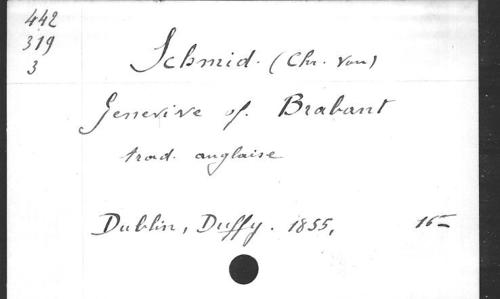 442
319
3
Schmid. (Chr. von)
Genevive of. Brabant
trad. anglaise
Dublin, Duffy. 1855, 16–